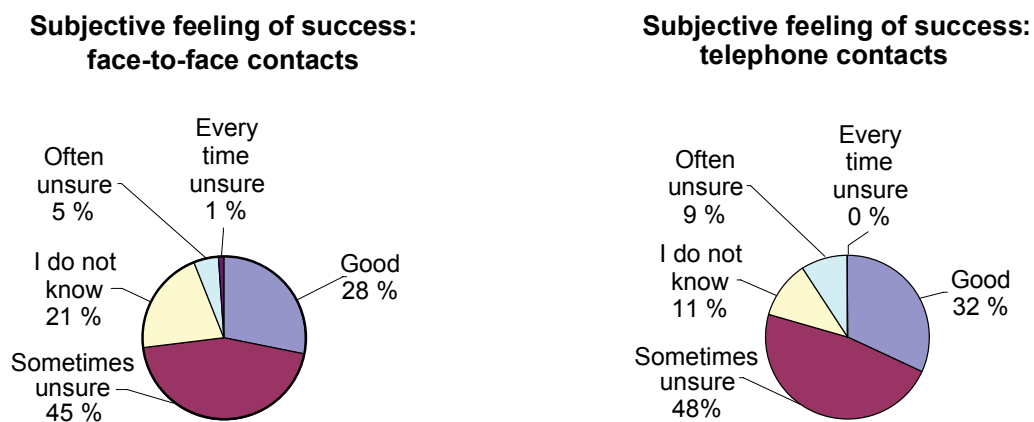 Subjective feeling of success:
face-to-face contacts
Every
time
unsure
1 %
Often
unsure
5 %
I do not
know
21 %
Good
28 %
Sometimes
unsure
45 %
Subjective feeling of success:
telephone contacts
Every
time
unsure
0 %
Often
unsure
9 %
I do not
know
11 %
Good
32 %
Sometimes
unsure
48%